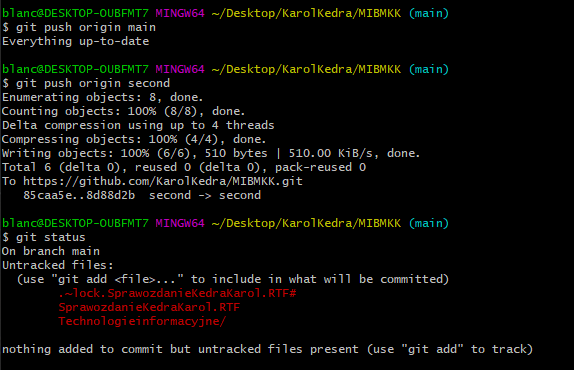 blanc@DESKTOP-OUBFMT7 MINGW64 ~/Desktop/KarolKedra/MIBMKK (main)
$ git push origin main
Everything up-to-date
blanc@DESKTOP-OUBFMT7 MINGW64 ~/Desktop/KarolKedra/MIBMKK (main)
$ git push origin second
Enumerating objects: 8, done.
Counting objects: 100% (8/8), done.
Delta compression using up to 4 threads
Compressing objects: 100% (4/4), done.
Writing objects: 100% (6/6), 510 bytes | 510.00 KiB/s, done.
Total 6 (delta 0), reused 0 (delta 0), pack-reused 0
To https://github.com/KarolKedra/MIBMKK.git
   85caa5e..8d88d2b  second -> second
blanc@DESKTOP-OUBFMT7 MINGW64 ~/Desktop/KarolKedra/MIBMKK (main)
$ git status
On branch main
Untracked files:
  (use "git add <file>..." to include in what will be committed)
        .~lock.SprawozdanieKedraKarol.RTF#
        SprawozdanieKedraKarol.RTF
        Technologieinformacyjne/
nothing added to commit but untracked files present (use "git add" to track)